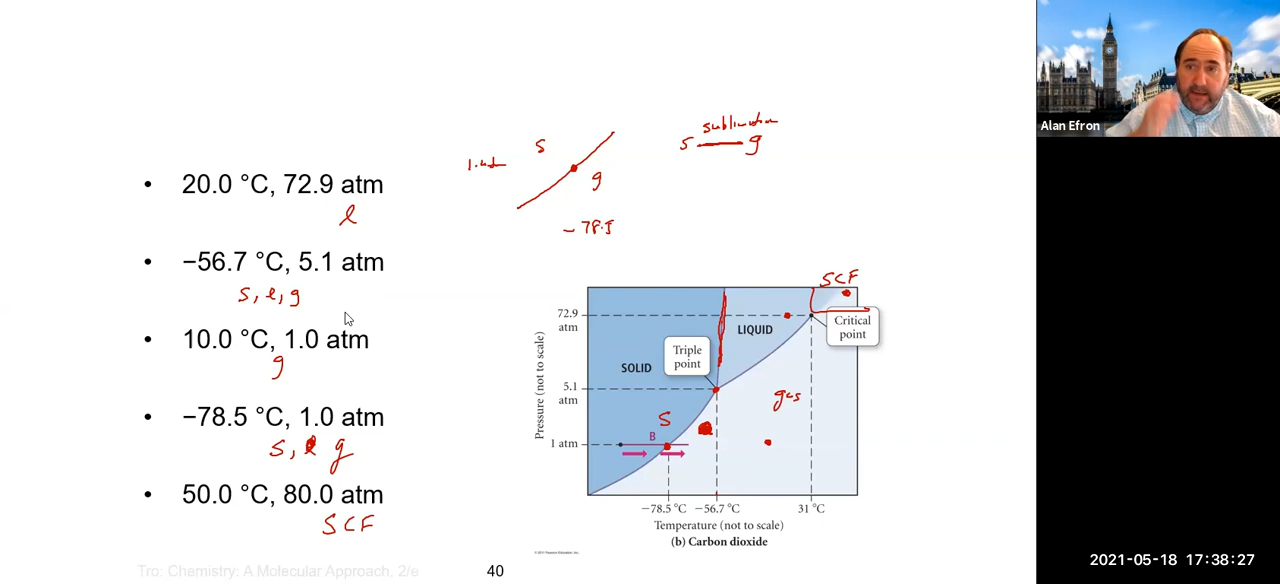 • 20.0 °C, 72.9 atm
l
• −56.7 °C, 5.1 atm
s, l, g
• 10.0 °C, 1.0 atm
g
• −78.5 °C, 1.0 atm
s, g
• 50.0 °C, 80.0 atm
SCF
s
g
−78.5
sublimation
s g
SCF
72.9
atm
LIQUID
Critical
point
Triple
point
SOLID
5.1
atm
gas
S
B
1 atm
Pressure (not to scale)
−78.5 °C −56.7 °C 31 °C
Temperature (not to scale)
(b) Carbon dioxide
Tro: Chemistry: A Molecular Approach, 2/e
40
Alan Efron
2021-05-18 17:38:27